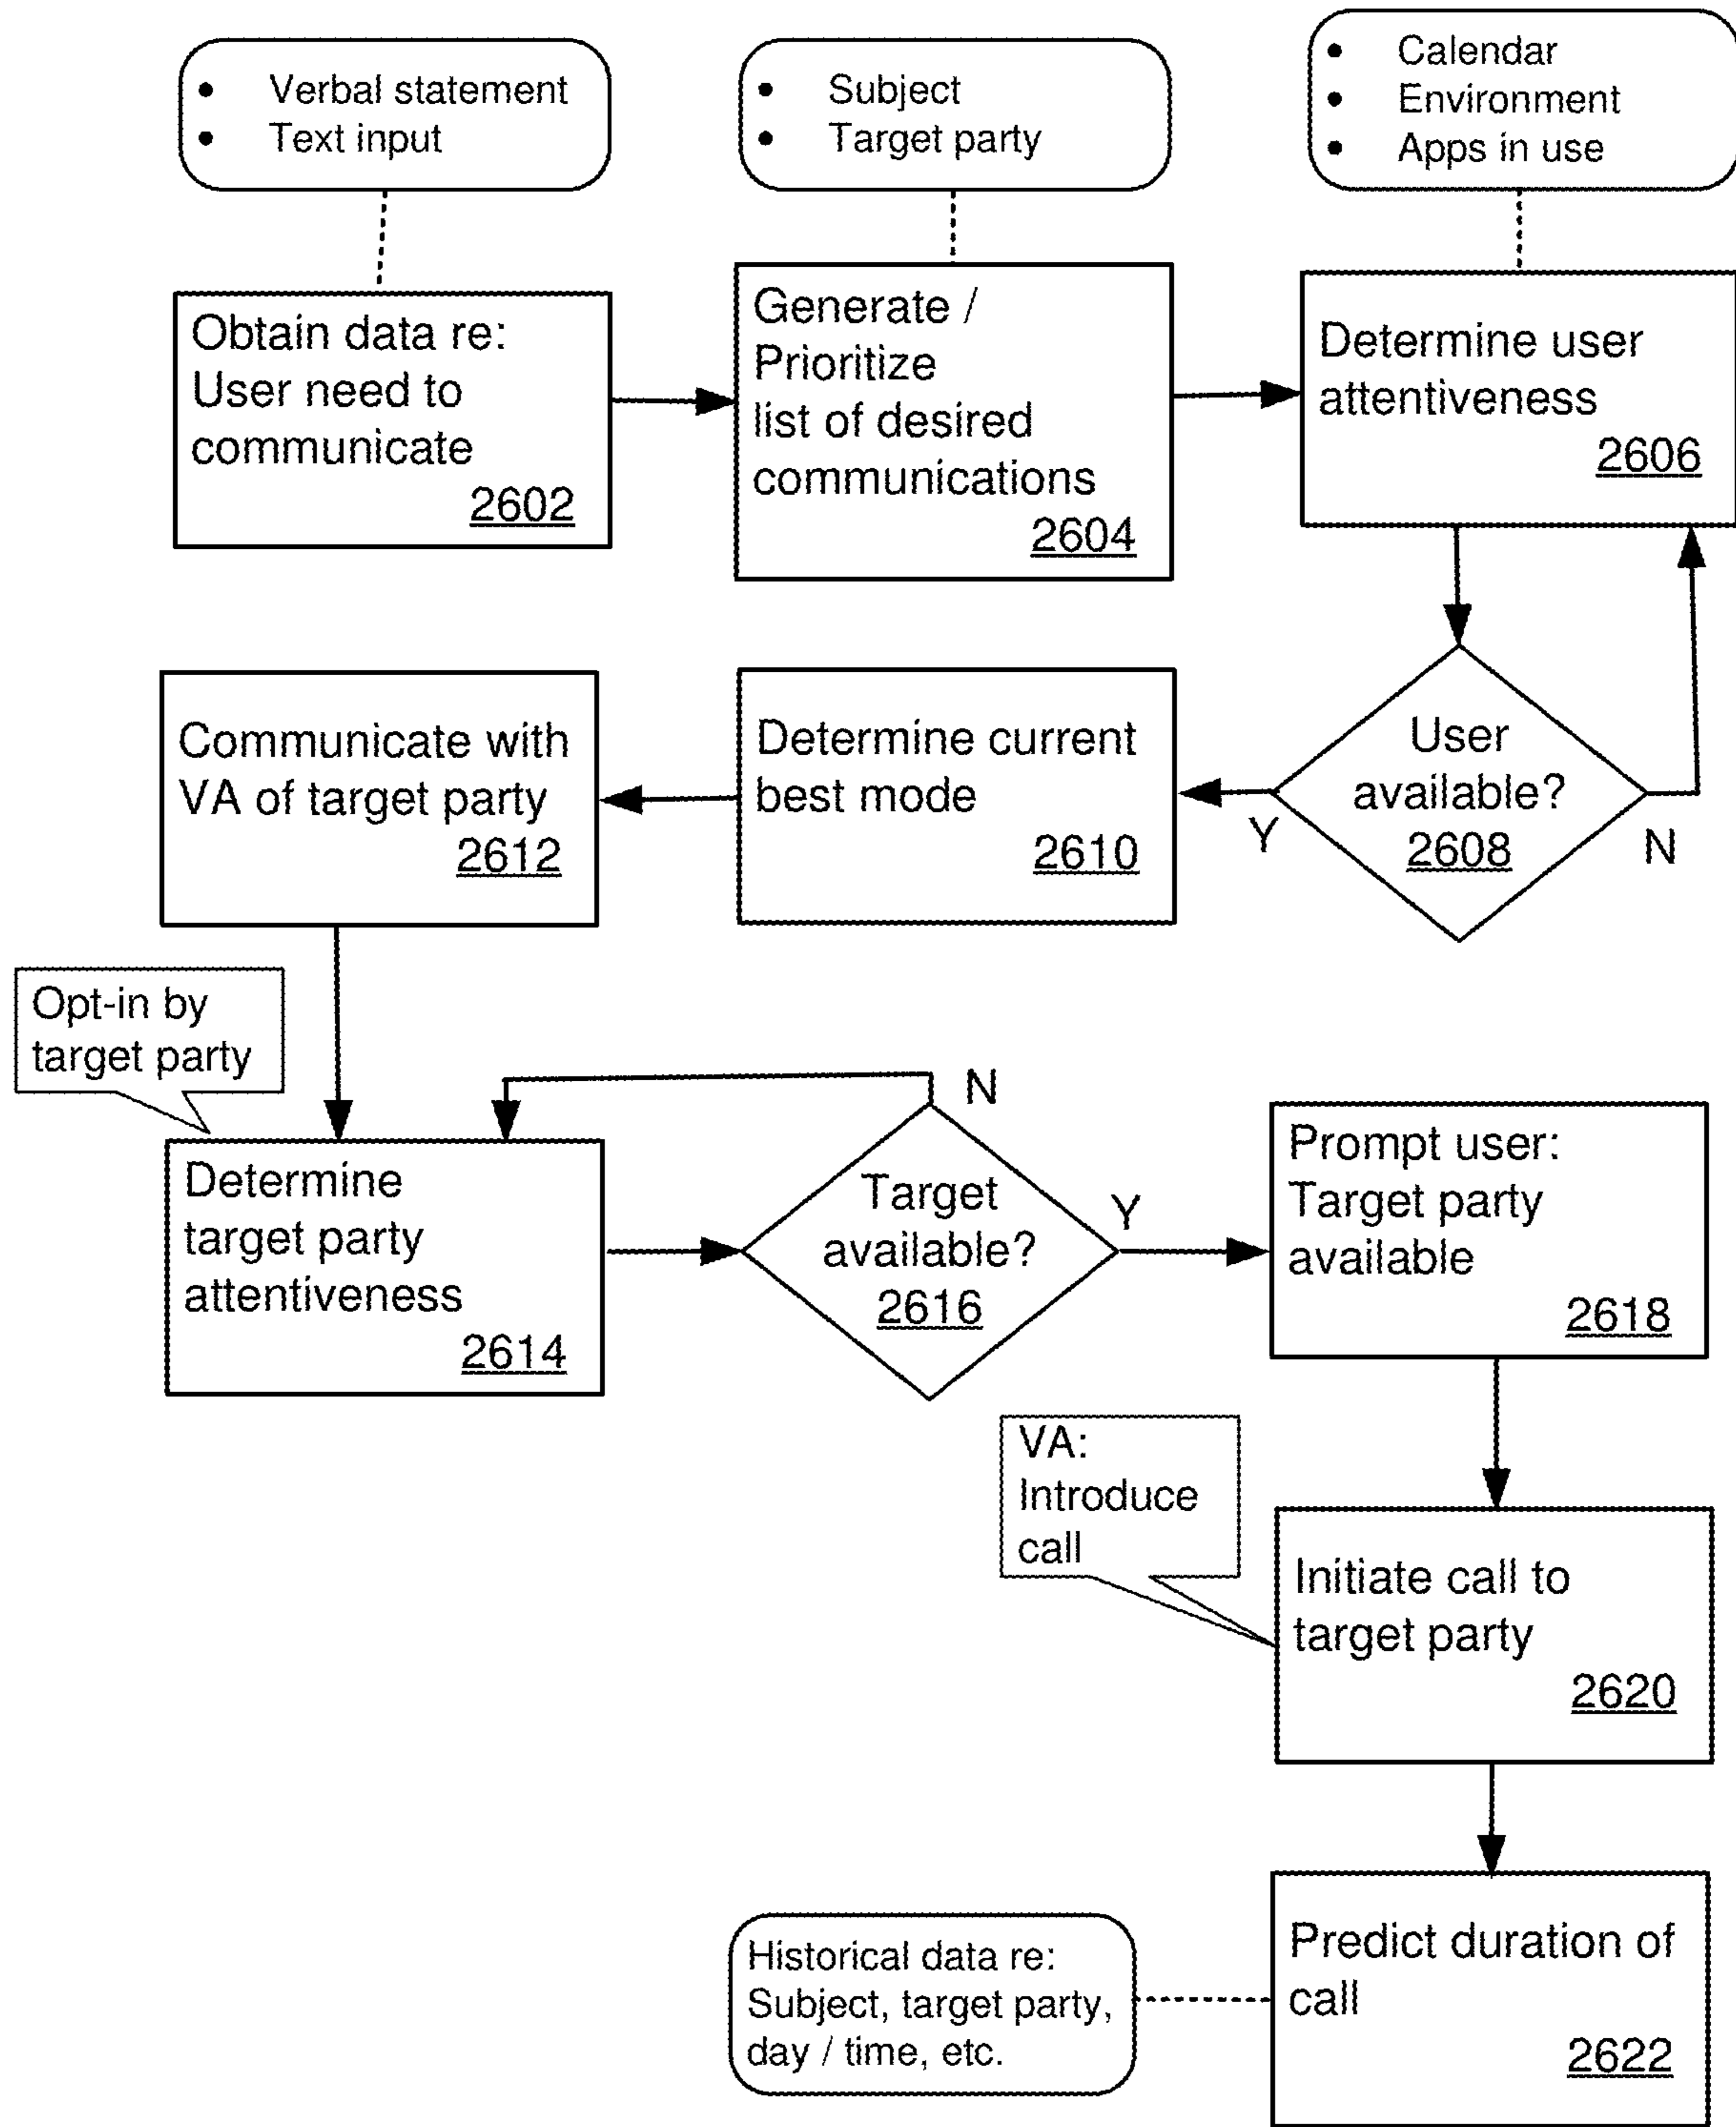 • Verbal statement
• Text input
• Subject
• Target party
• Calendar
• Environment
• Apps in use
Obtain data re:
User need to
communicate
2602
Generate /
Prioritize
list of desired
communications
2604
Determine user
attentiveness
2606
User
available?
2608
Y
N
Determine current
best mode
2610
Communicate with
VA of target party
2612
Opt-in by
target party
Determine
target party
attentiveness
2614
Target
available?
2616
N
Y
Prompt user:
Target party
available
2618
VA:
Introduce
call
Initiate call to
target party
2620
Historical data re:
Subject, target party,
day / time, etc.
Predict duration of
call
2622